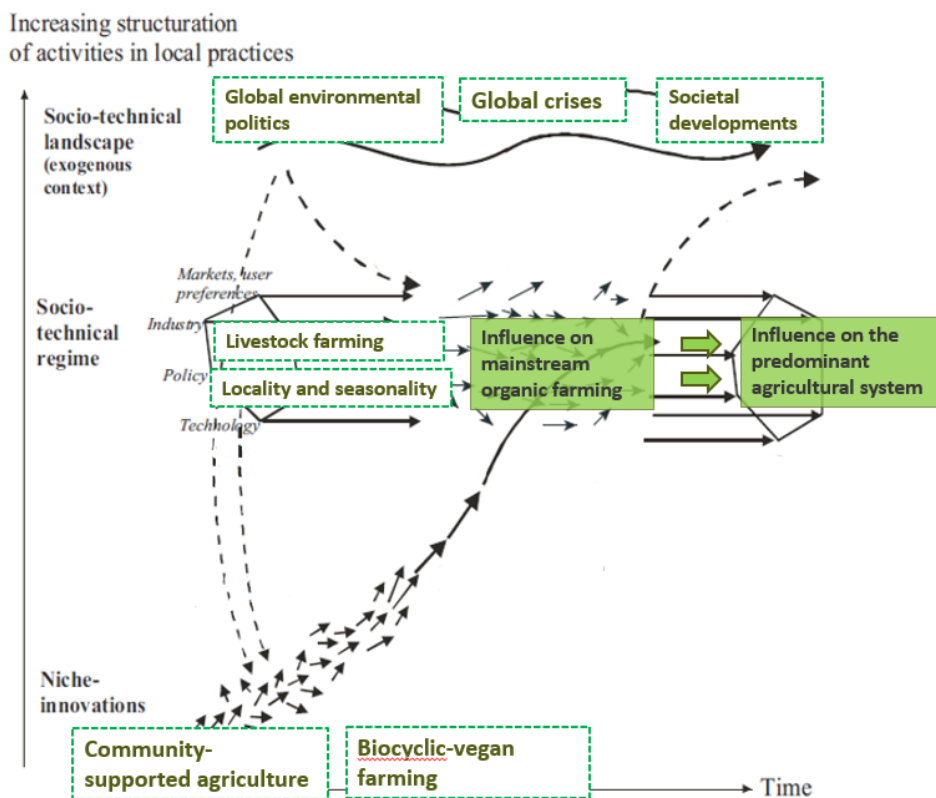 Increasing structuration
of activities in local practices
Socio-technical
landscape
(exogenous
context)
Global environmental
politics
Global crises
Societal
developments
Markets, user
preferences
Industry
Socio-
technical
regime
Policy
Technology
Livestock farming
Locality and seasonality
Influence on
mainstream
organic farming
Influence on the
predominant
agricultural system
Niche-
innovations
Community-
supported agriculture
Biocyclic-vegan
farming
Time